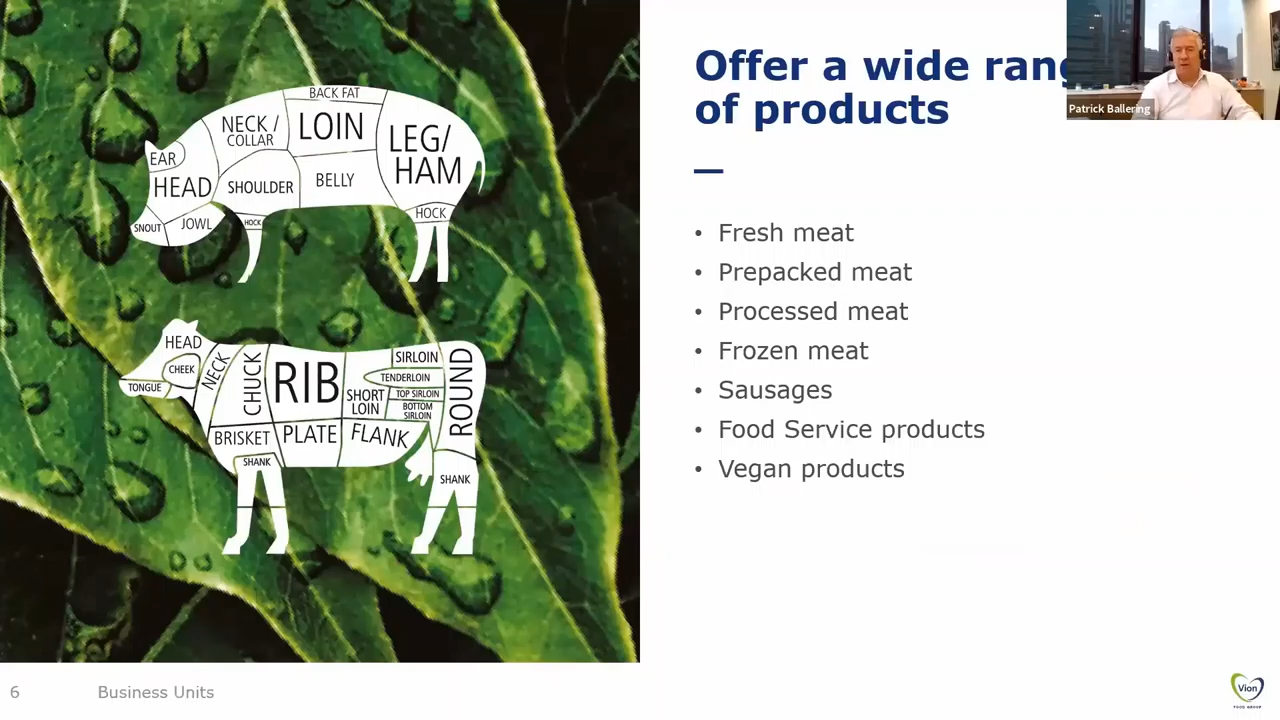 Offer a wide rang
of products
Patrick Ballering
Fresh meat
Prepacked meat
Processed meat
Frozen meat
Sausages
Food Service products
Vegan products
BACK FAT
NECK /
COLLAR
LOIN
LEG/
HAM
EAR
HEAD
SHOULDER
BELLY
SNOUT
JOWL
HOCK
HOCK
HEAD
CHEEK
TONGUE
NECK
CHUCK
RIB
SHORT
LOIN
SIRLOIN
TENDERLOIN
TOP SIRLOIN
BOTTOM
SIRLOIN
ROUND
BRISKET
PLATE
FLANK
SHANK
SHANK
6 Business Units
Vion
FOOD GROUP